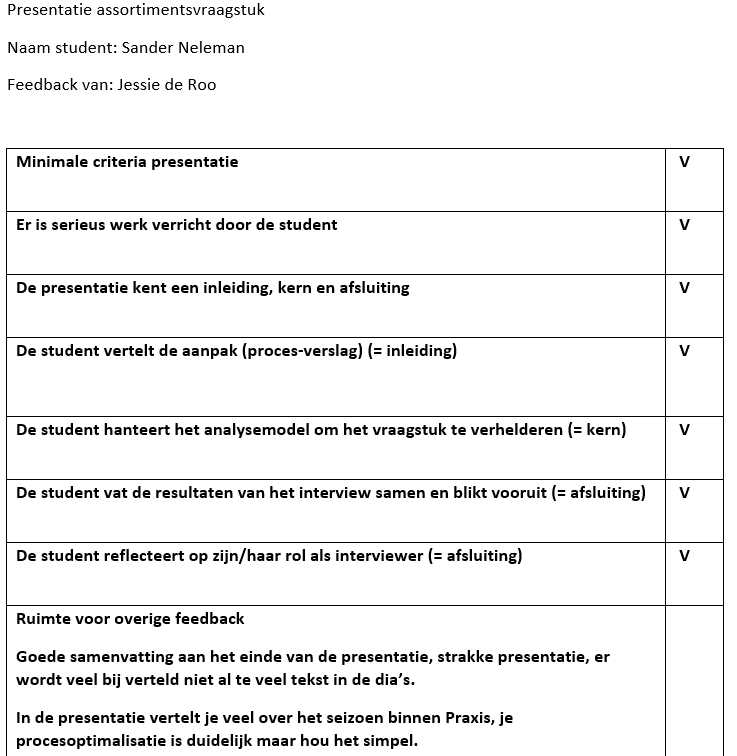 Presentatie assortimentsvraagstuk
Naam student: Sander Neleman
Feedback van: Jessie de Roo
Minimale criteria presentatie V
Er is serieus werk verricht door de student V
De presentatie kent een inleiding, kern en afsluiting V
De student vertelt de aanpak (proces-verslag) (= inleiding) V
De student hanteert het analysemodel om het vraagstuk te verhelderen (= kern) V
De student vat de resultaten van het interview samen en blikt vooruit (= afsluiting) V
De student reflecteert op zijn/haar rol als interviewer (= afsluiting) V
Ruimte voor overige feedback
Goede samenvatting aan het einde van de presentatie, strakke presentatie, er
wordt veel bij verteld niet al te veel tekst in de dia’s.
In de presentatie vertelt je veel over het seizoen binnen Praxis, je
procesoptimalisatie is duidelijk maar hou het simpel.